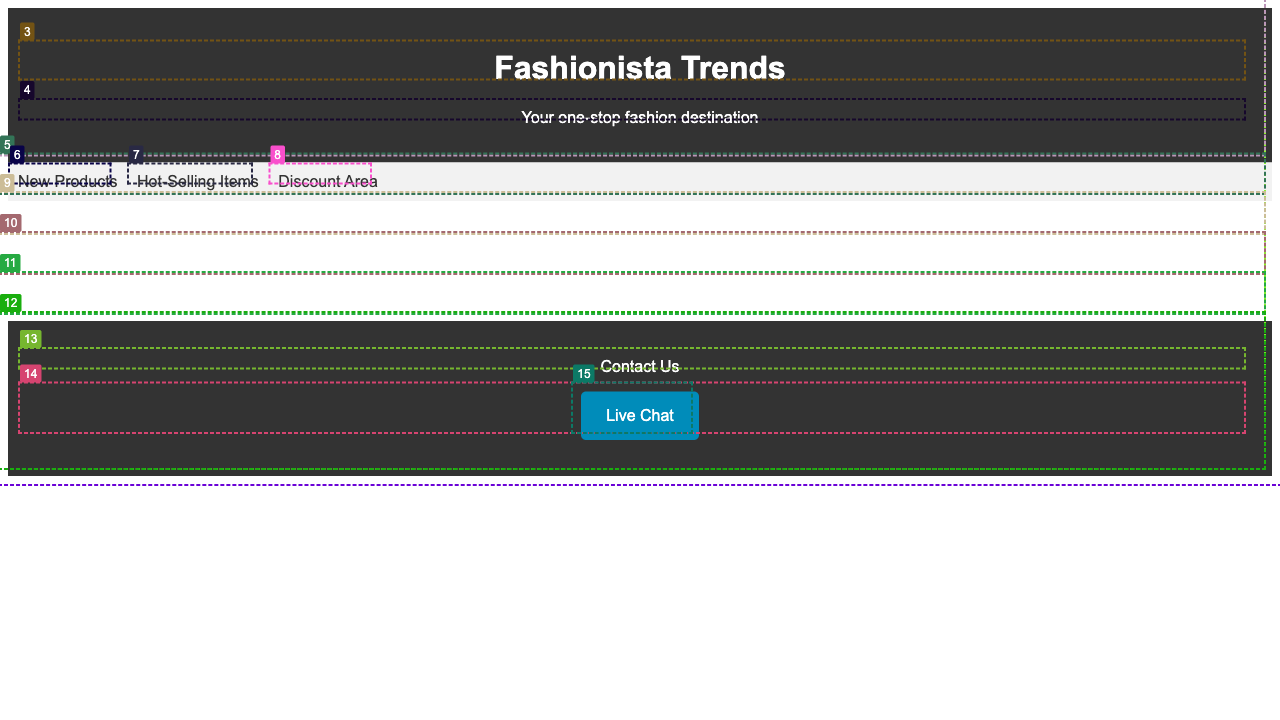 3
Fashionista Trends
4
Your one-stop fashion destination
5
6 7 8
New Products Hot-Selling Items Discount Area
9
10
11
12
13
Contact Us
14 15
Live Chat